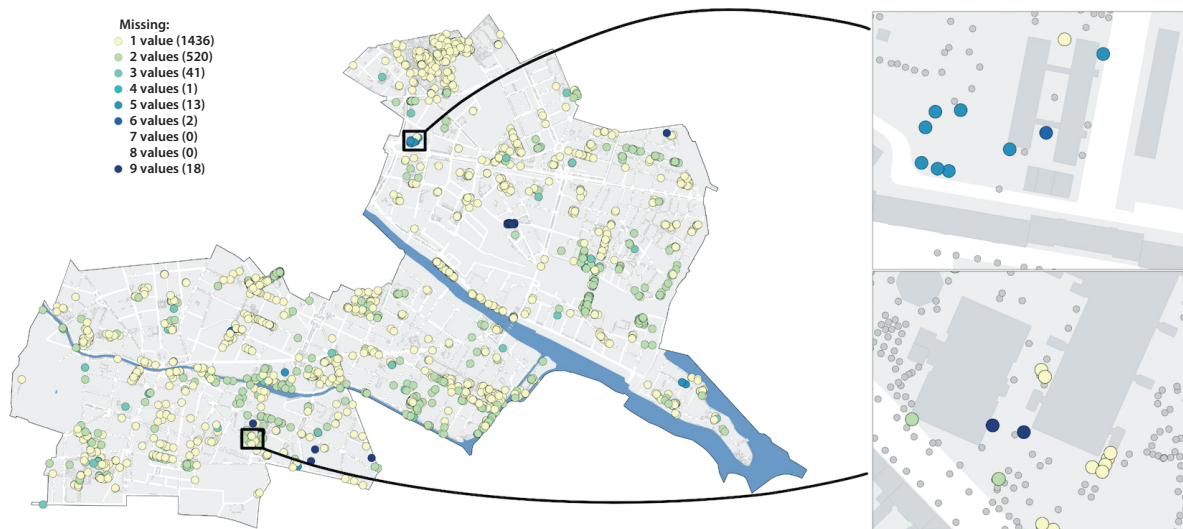 Missing:
1 value (1436)
2 values (520)
3 values (41)
4 values (1)
5 values (13)
6 values (2)
7 values (0)
8 values (0)
9 values (18)